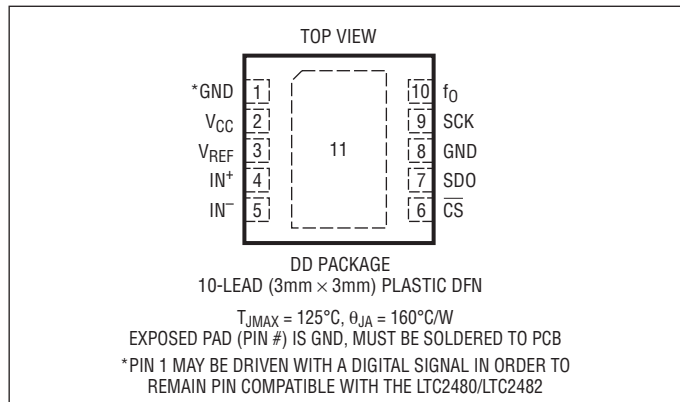 TOP VIEW
*GND 1
V_CC 2
V_REF 3
IN⁺ 4
IN⁻ 5
11
10 f_O
9 SCK
8 GND
7 SDO
6 C̅S̅
DD PACKAGE
10-LEAD (3mm × 3mm) PLASTIC DFN
T_JMAX = 125°C, θ_JA = 160°C/W
EXPOSED PAD (PIN #) IS GND, MUST BE SOLDERED TO PCB
*PIN 1 MAY BE DRIVEN WITH A DIGITAL SIGNAL IN ORDER TO
REMAIN PIN COMPATIBLE WITH THE LTC2480/LTC2482